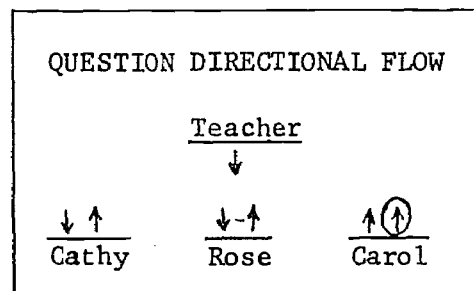 QUESTION DIRECTIONAL FLOW
Teacher
↓
↓ ↑ ↓-↑ ↑ ↑
Cathy Rose Carol